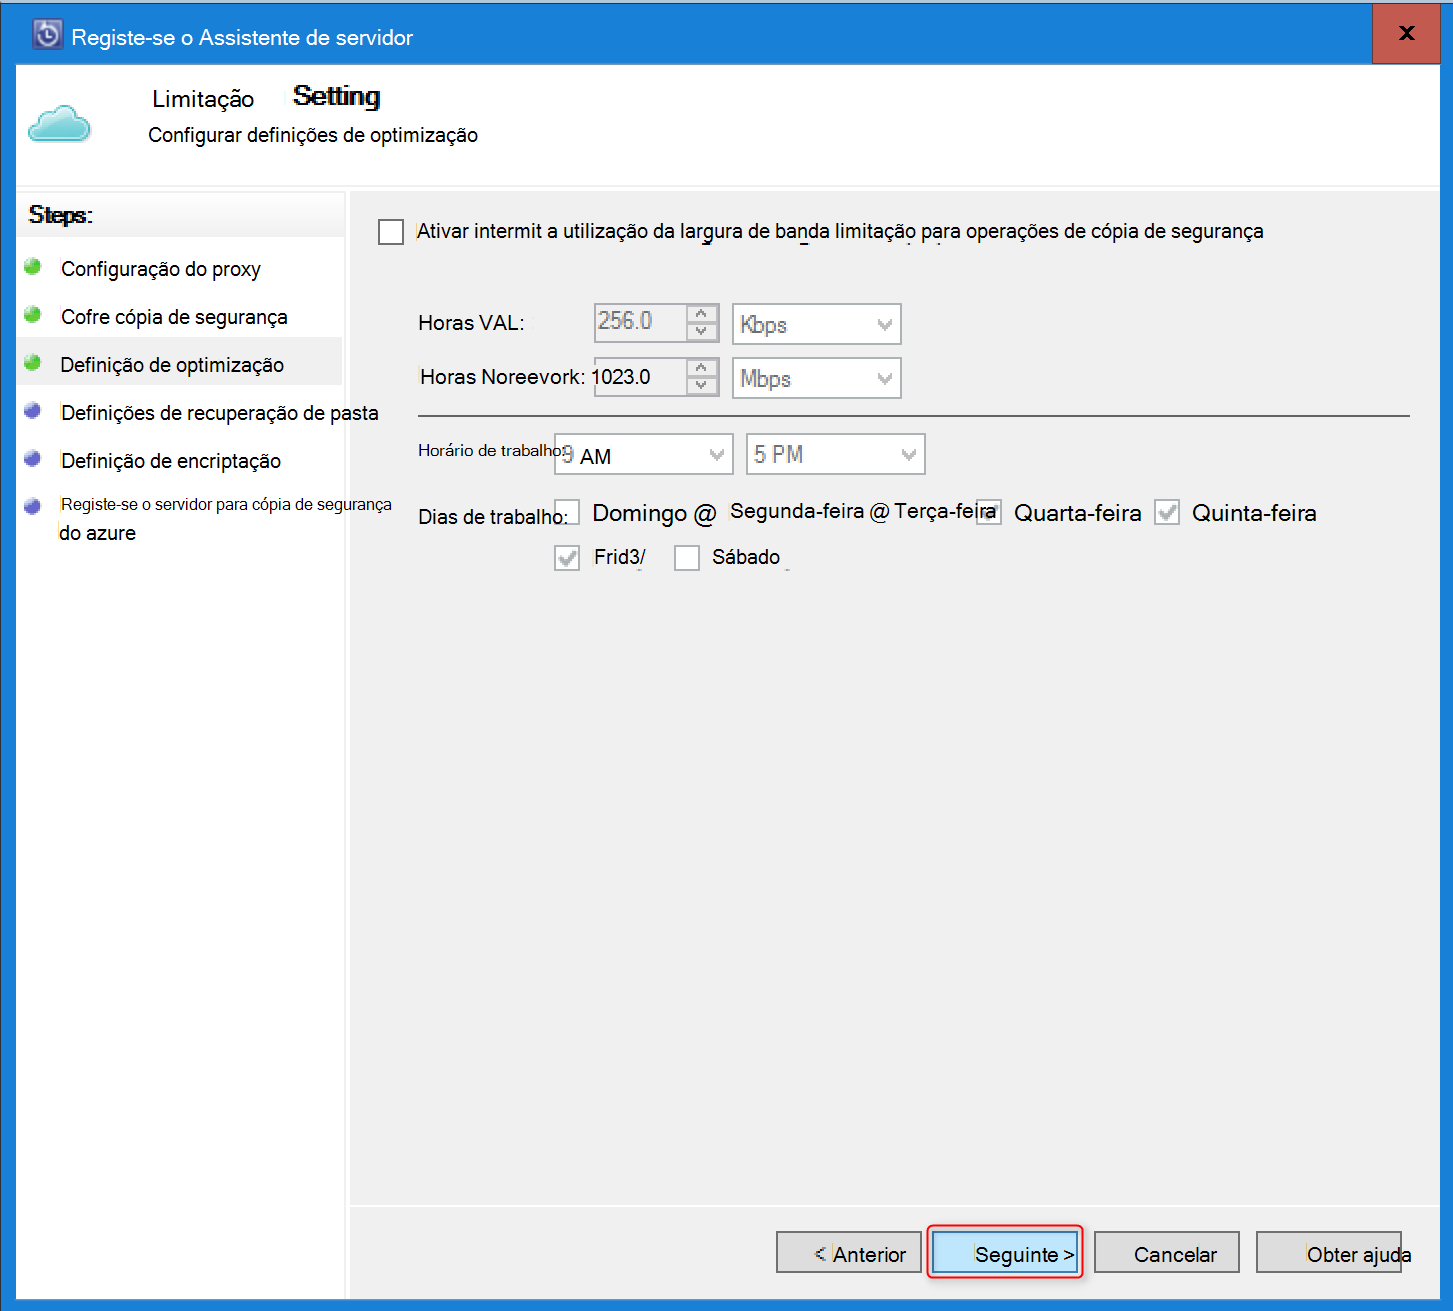 Registe-se o Assistente de servidor
x
Limitação Setting
Configurar definições de optimização
Steps:
Configuração do proxy
Cofre cópia de segurança
Definição de optimização
Definições de recuperação de pasta
Definição de encriptação
Registe-se o servidor para cópia de segurança
do azure
Ativar intermit a utilização da largura de banda limitação para operações de cópia de segurança
Horas VAL: 256.0 Kbps
Horas Noreevork: 1023.0 Mbps
Horário de trabalho: 9 AM 5 PM
Dias de trabalho: Domingo @ Segunda-feira @ Terça-feira Quarta-feira Quinta-feira
Frid3/ Sábado
< Anterior Seguinte > Cancelar Obter ajuda